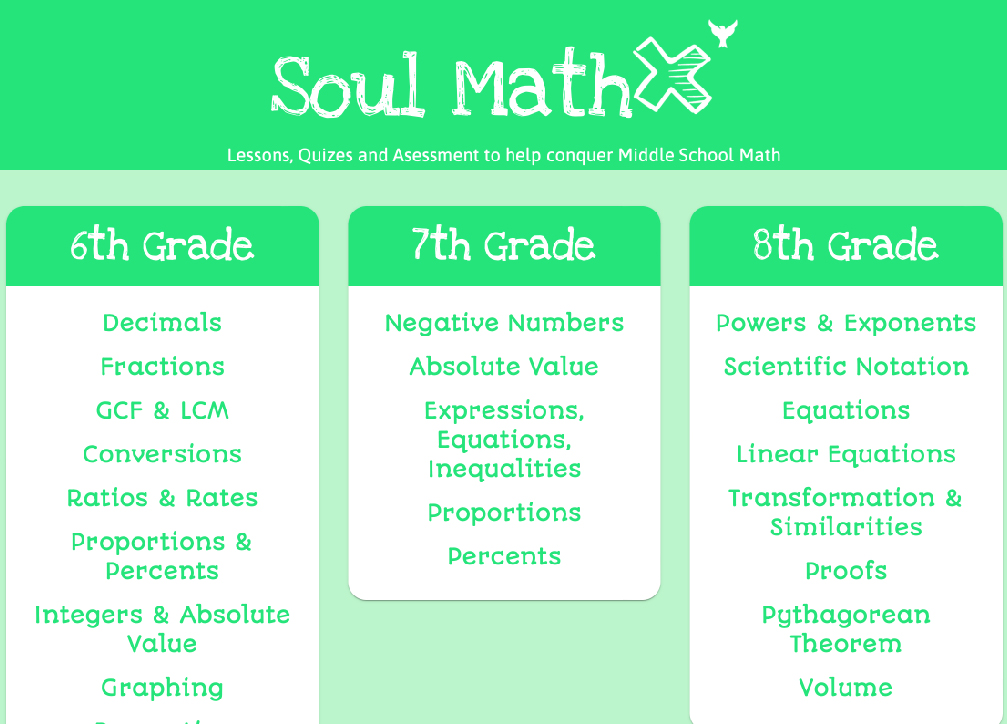 Soul Math
Lessons, Quizes and Asessment to help conquer Middle School Math
6th Grade
Decimals
Fractions
GCF & LCM
Conversions
Ratios & Rates
Proportions &
Percents
Integers & Absolute
Value
Graphing
7th Grade
Negative Numbers
Absolute Value
Expressions,
Equations,
Inequalities
Proportions
Percents
8th Grade
Powers & Exponents
Scientific Notation
Equations
Linear Equations
Transformation &
Similarities
Proofs
Pythagorean
Theorem
Volume